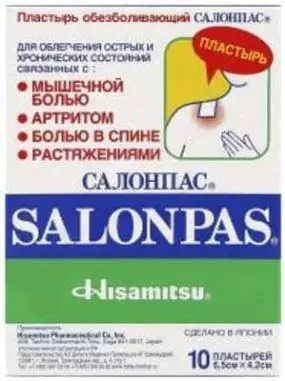 Пластырь обезболивающий САЛОНПАС®
ДЛЯ ОБЛЕГЧЕНИЯ ОСТРЫХ И
ХРОНИЧЕСКИХ СОСТОЯНИЙ
СВЯЗАННЫХ С :
ПЛАСТЫРЬ
• МЫШЕЧНОЙ
БОЛЬЮ
• АРТРИТОМ
• БОЛЬЮ В СПИНЕ
• РАСТЯЖЕНИЯМИ
САЛОНПАС®
SALONPAS®
Hisamitsu®
Производитель
Hisamitsu Pharmaceutical Co., Inc.
СДЕЛАНО В ЯПОНИИ
10 ПЛАСТЫРЕЙ
6,5см×4,2см